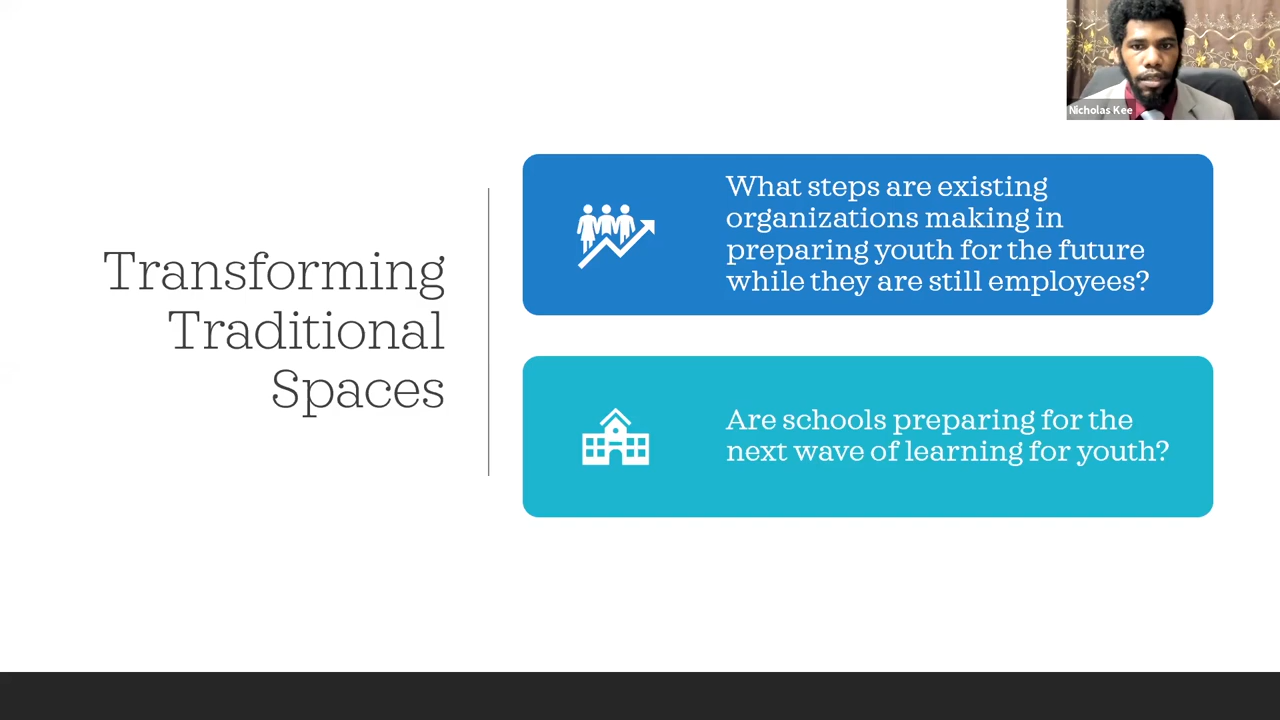 Nicholas Kee
Transforming
Traditional
Spaces
What steps are existing
organizations making in
preparing youth for the future
while they are still employees?
Are schools preparing for the
next wave of learning for youth?